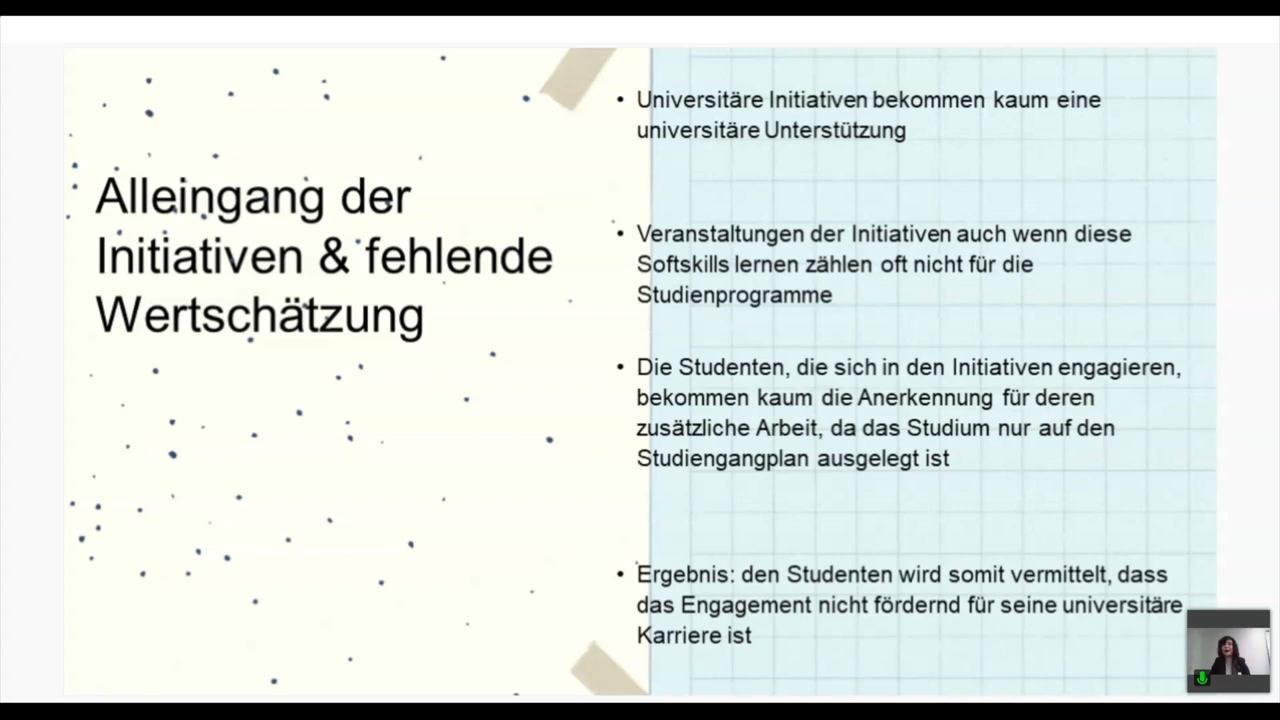 Alleingang der
Initiativen & fehlende
Wertschätzung
• Universitäre Initiativen bekommen kaum eine
universitäre Unterstützung
• Veranstaltungen der Initiativen auch wenn diese
Softskills lernen zählen oft nicht für die
Studienprogramme
• Die Studenten, die sich in den Initiativen engagieren,
bekommen kaum die Anerkennung für deren
zusätzliche Arbeit, da das Studium nur auf den
Studiengangplan ausgelegt ist
• Ergebnis: den Studenten wird somit vermittelt, dass
das Engagement nicht fördernd für seine universitäre
Karriere ist